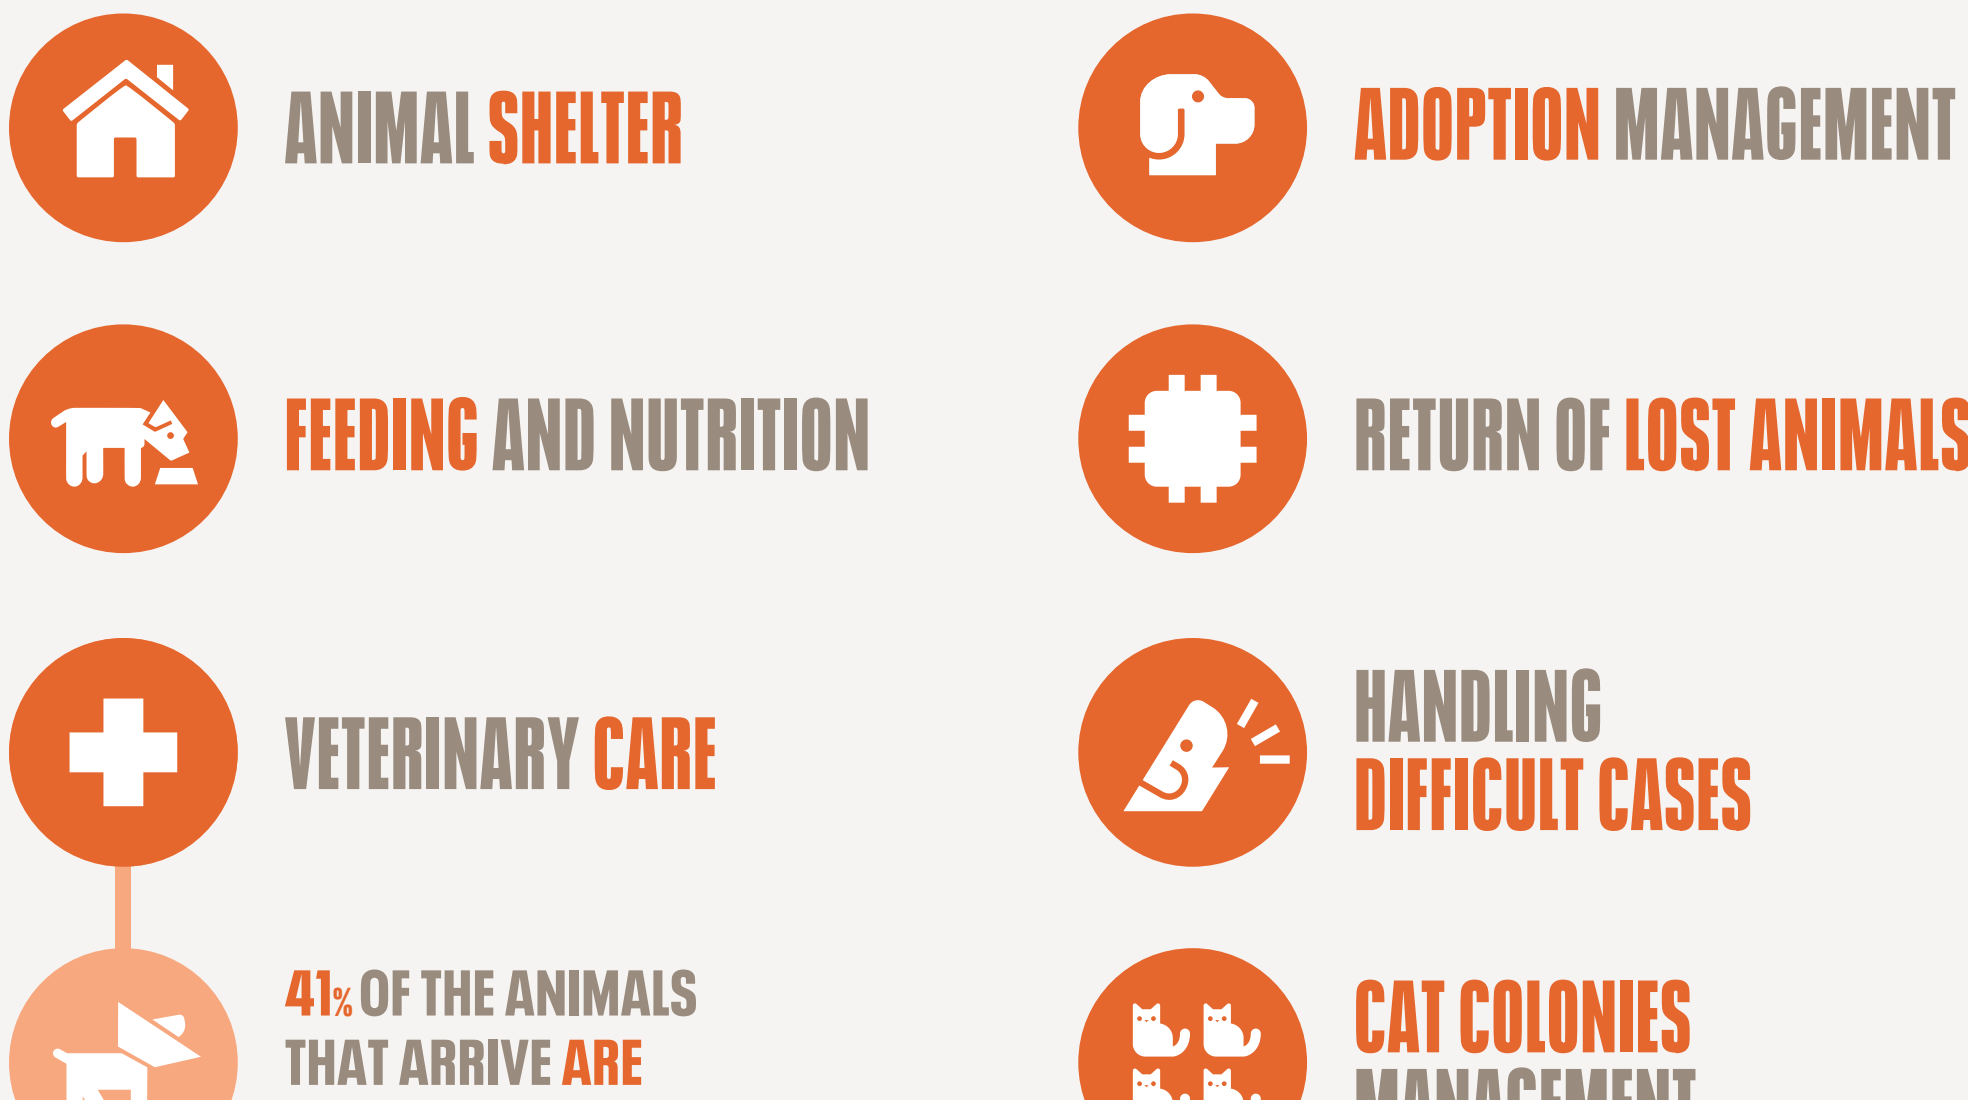 ANIMAL SHELTER
FEEDING AND NUTRITION
VETERINARY CARE
41% OF THE ANIMALS
THAT ARRIVE ARE
ADOPTION MANAGEMENT
RETURN OF LOST ANIMALS
HANDLING
DIFFICULT CASES
CAT COLONIES
MANAGEMENT